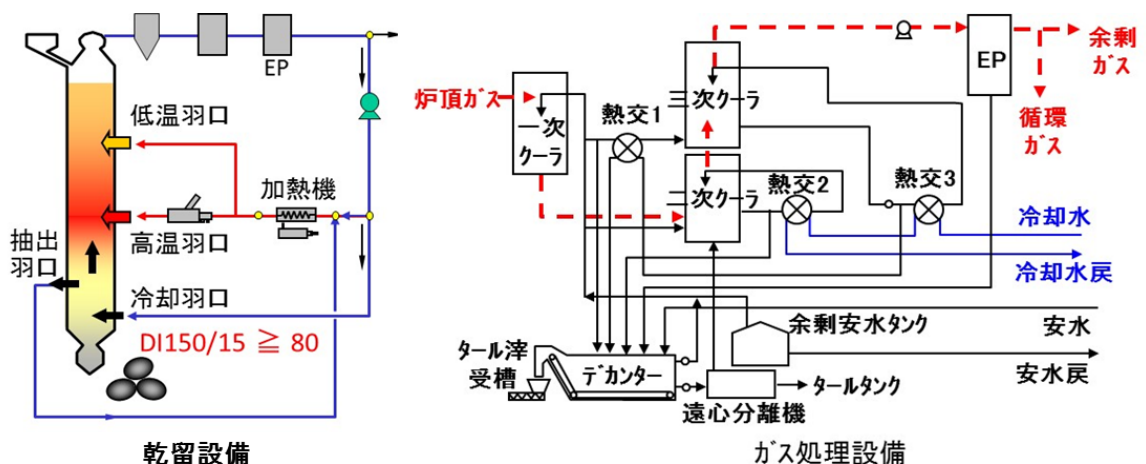 EP
低温羽口
加熱機
高温羽口
抽出
羽口
冷却羽口
DI150/15 ≧ 80
乾留設備
炉頂ガス
一次
クーラ
熱交1
三次クーラ
二次クーラ
熱交2
熱交3
EP
余剰
ガス
循環
ガス
冷却水
冷却水戻
余剰安水タンク
安水
安水戻
タール滓
受槽
デカンター
遠心分離機
タールタンク
ガス処理設備